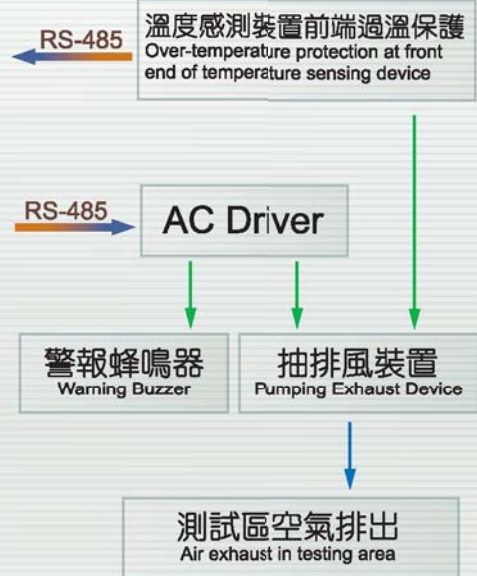 溫度感測裝置前端過溫保護
RS-485
Over-temperature protection at front
end of temperature sensing device
RS-485
AC Driver
警報蜂鳴器
Warning Buzzer
抽排風裝置
Pumping Exhaust Device
測試區空氣排出
Air exhaust in testing area